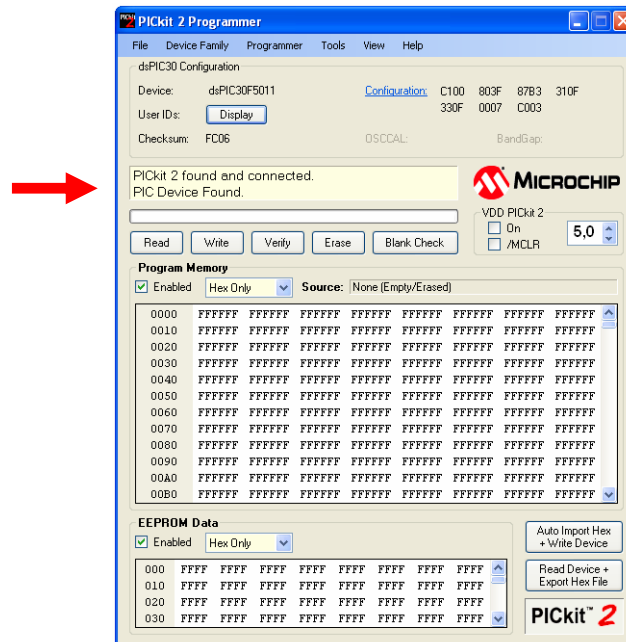 PICkit 2 Programmer
File Device Family Programmer Tools View Help
dsPIC30 Configuration
Device: dsPIC30F5011 Configuration: C100 803F 87B3 310F
330F 0007 C003
User IDs: Display
Checksum: FC06 OSCCAL: BandGap:
PICkit 2 found and connected.
PIC Device Found.
MICROCHIP
VDD PICkit 2
On
/MCLR
5,0
Read Write Verify Erase Blank Check
Program Memory
Enabled Hex Only Source: None (Empty/Erased)
0000 FFFFFF FFFFFF FFFFFF FFFFFF FFFFFF FFFFFF FFFFFF FFFFFF
0010 FFFFFF FFFFFF FFFFFF FFFFFF FFFFFF FFFFFF FFFFFF FFFFFF
0020 FFFFFF FFFFFF FFFFFF FFFFFF FFFFFF FFFFFF FFFFFF FFFFFF
0030 FFFFFF FFFFFF FFFFFF FFFFFF FFFFFF FFFFFF FFFFFF FFFFFF
0040 FFFFFF FFFFFF FFFFFF FFFFFF FFFFFF FFFFFF FFFFFF FFFFFF
0050 FFFFFF FFFFFF FFFFFF FFFFFF FFFFFF FFFFFF FFFFFF FFFFFF
0060 FFFFFF FFFFFF FFFFFF FFFFFF FFFFFF FFFFFF FFFFFF FFFFFF
0070 FFFFFF FFFFFF FFFFFF FFFFFF FFFFFF FFFFFF FFFFFF FFFFFF
0080 FFFFFF FFFFFF FFFFFF FFFFFF FFFFFF FFFFFF FFFFFF FFFFFF
0090 FFFFFF FFFFFF FFFFFF FFFFFF FFFFFF FFFFFF FFFFFF FFFFFF
00A0 FFFFFF FFFFFF FFFFFF FFFFFF FFFFFF FFFFFF FFFFFF FFFFFF
00B0 FFFFFF FFFFFF FFFFFF FFFFFF FFFFFF FFFFFF FFFFFF FFFFFF
EEPROM Data
Enabled Hex Only
000 FFFF FFFF FFFF FFFF FFFF FFFF FFFF FFFF
010 FFFF FFFF FFFF FFFF FFFF FFFF FFFF FFFF
020 FFFF FFFF FFFF FFFF FFFF FFFF FFFF FFFF
030 FFFF FFFF FFFF FFFF FFFF FFFF FFFF FFFF
Auto Import Hex
+ Write Device
Read Device +
Export Hex File
PICkit™ 2